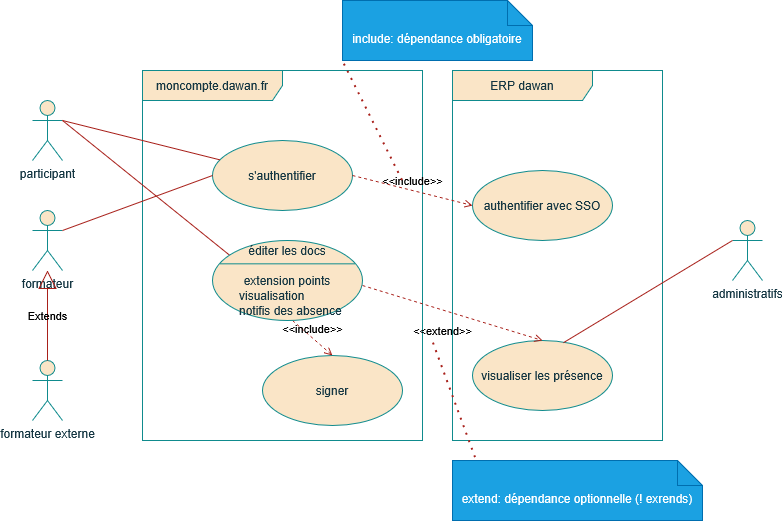 include: dépendance obligatoire
moncompte.dawan.fr
ERP dawan
participant
s'authentifier
<<include>>
authentifier avec SSO
formateur
éditer les docs
extension points
visualisation
notifis des absence
administratifs
Extends
<<include>>
<<extend>>
visualiser les présence
signer
formateur externe
extend: dépendance optionnelle (! exrends)